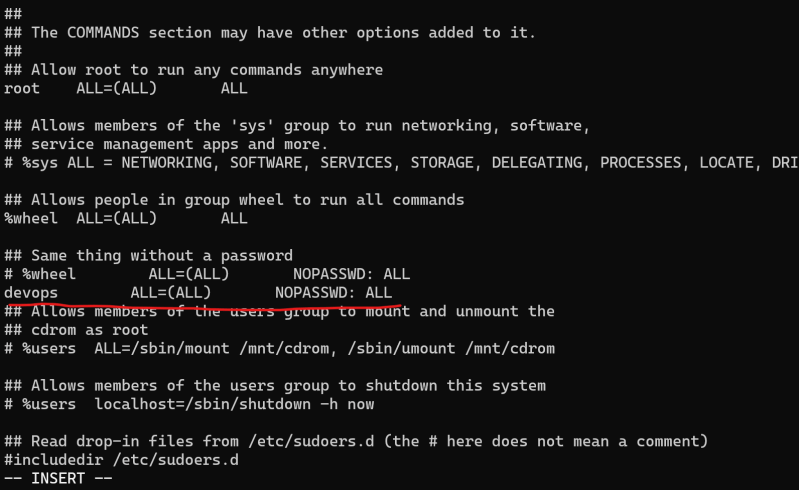 ##
## The COMMANDS section may have other options added to it.
##
## Allow root to run any commands anywhere
root    ALL=(ALL)       ALL

## Allows members of the 'sys' group to run networking, software,
## service management apps and more.
# %sys ALL = NETWORKING, SOFTWARE, SERVICES, STORAGE, DELEGATING, PROCESSES, LOCATE, DRI

## Allows people in group wheel to run all commands
%wheel  ALL=(ALL)       ALL

## Same thing without a password
# %wheel        ALL=(ALL)       NOPASSWD: ALL
devops        ALL=(ALL)       NOPASSWD: ALL
## Allows members of the users group to mount and unmount the
## cdrom as root
# %users  ALL=/sbin/mount /mnt/cdrom, /sbin/umount /mnt/cdrom

## Allows members of the users group to shutdown this system
# %users  localhost=/sbin/shutdown -h now

## Read drop-in files from /etc/sudoers.d (the # here does not mean a comment)
#includedir /etc/sudoers.d
-- INSERT --